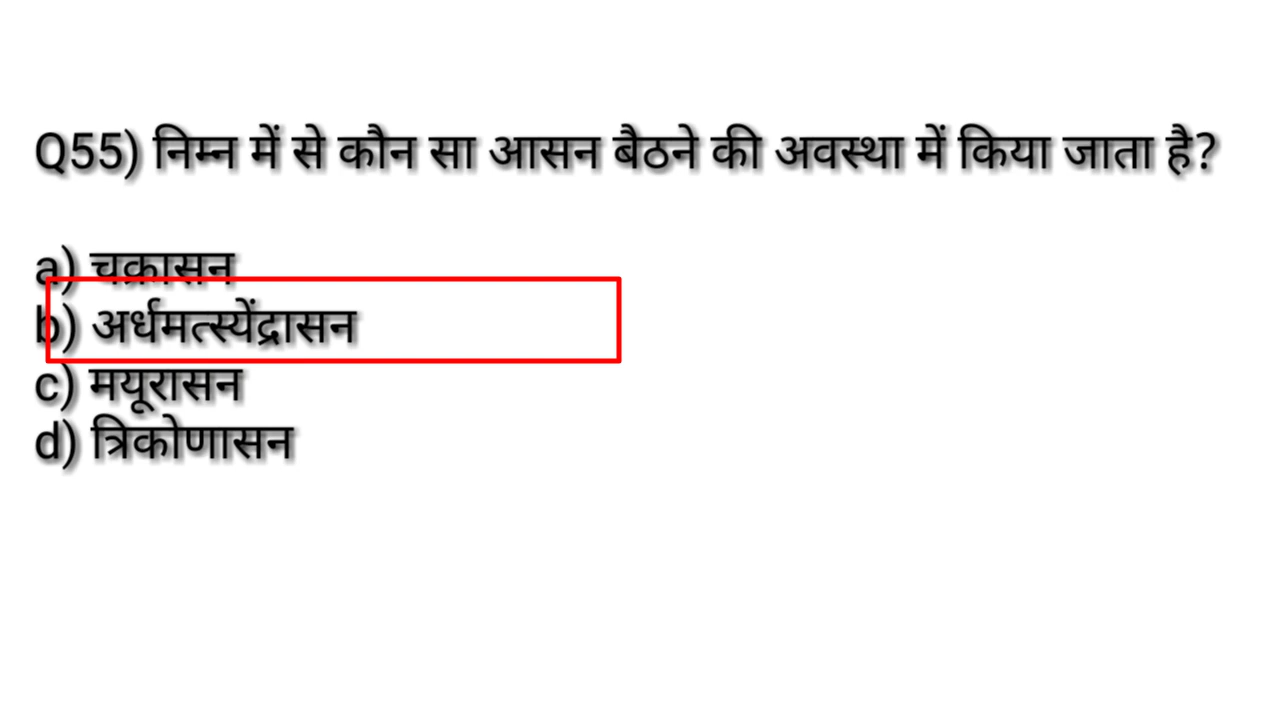 Q55) निम्न में से कौन सा आसन बैठने की अवस्था में किया जाता है?
a) चक्रासन
b) अर्धमत्स्येंद्रासन
c) मयूरासन
d) त्रिकोणासन